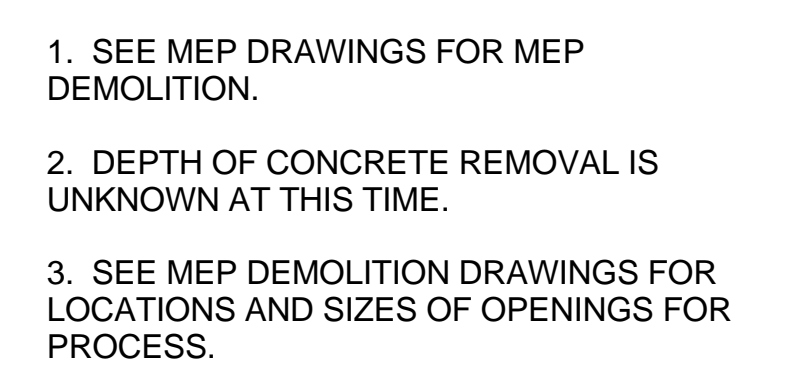 1.  SEE MEP DRAWINGS FOR MEP
DEMOLITION.
2.  DEPTH OF CONCRETE REMOVAL IS
UNKNOWN AT THIS TIME.
3.  SEE MEP DEMOLITION DRAWINGS FOR
LOCATIONS AND SIZES OF OPENINGS FOR
PROCESS.